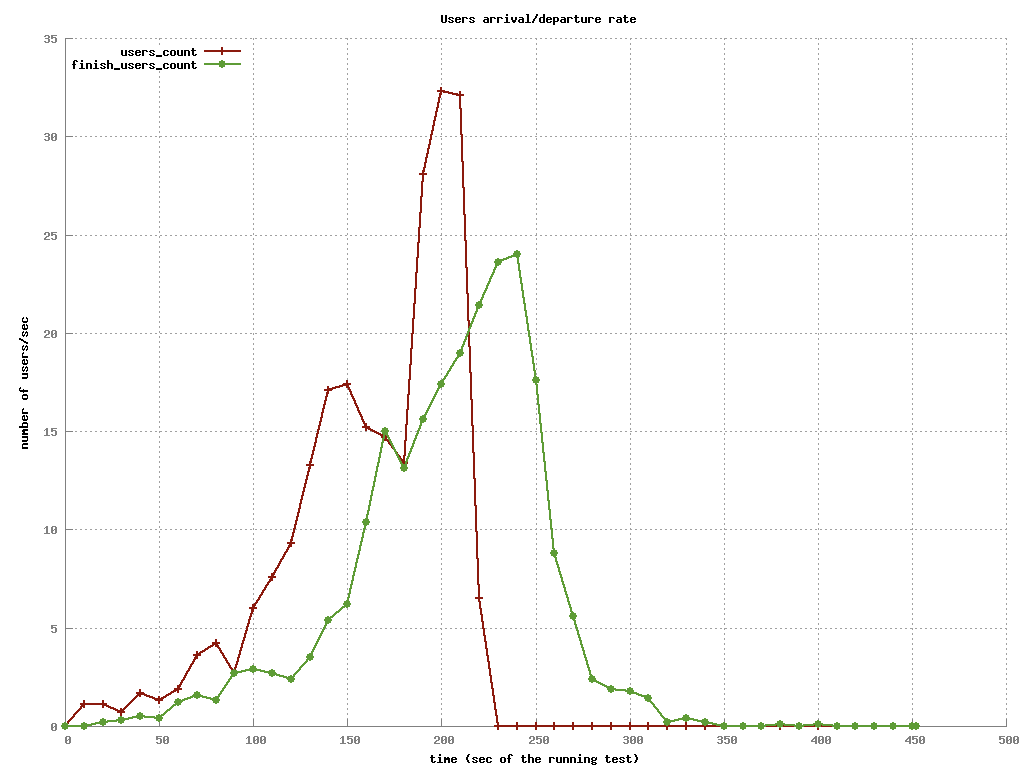 Users arrival/departure rate
users_count
finish_users_count
35
30
25
20
15
10
5
0
number of users/sec
0 50 100 150 200 250 300 350 400 450 500
time (sec of the running test)